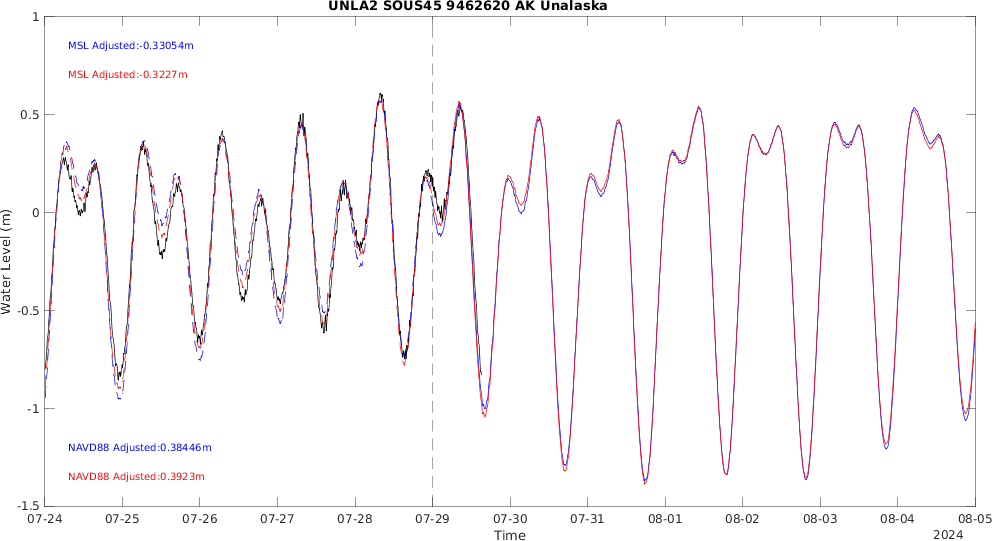 UNLA2 SOUS45 9462620 AK Unalaska
MSL Adjusted:-0.33054m
MSL Adjusted:-0.3227m
NAVD88 Adjusted:0.38446m
NAVD88 Adjusted:0.3923m
Water Level (m)
1
0.5
0
-0.5
-1
-1.5
07-24 07-25 07-26 07-27 07-28 07-29 07-30 07-31 08-01 08-02 08-03 08-04 08-05
Time
2024